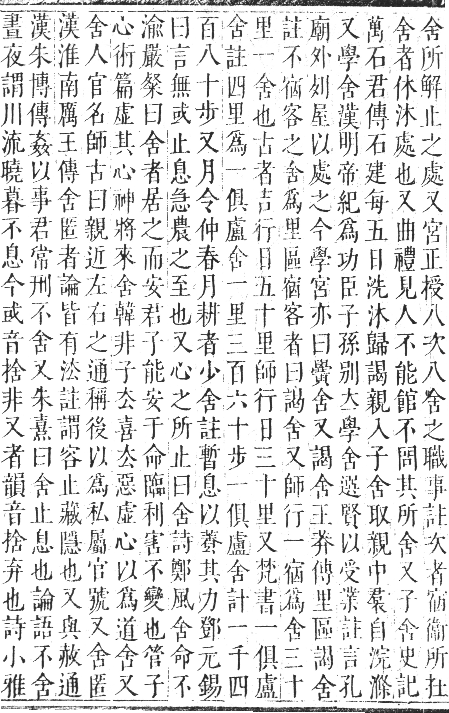 舍所解止之處又宮正授八次八舍之職事註次者宿衞所在
舍者休沐處也又曲禮見人不能館不問其所舍又子舍史記
萬石君傳石建每五日洗沐歸謁親入子舍取親中帬自浣滌
又學舍漢明帝紀爲功臣子孫别立學舍選賢以受業註言孔
廟外别屋以處之今學宮亦曰黌舍又謁舍王莽傳里區謁舍
註不宿客之舍爲里區宿客者曰謁舍又師行一宿爲舍三十
里一舍也古者吉行日五十里師行日三十里又梵書一俱盧
舍註四里爲一俱盧舍一里三百六十步一俱盧舍計一千四
百八十步又月令仲春月耕者少舍註暫息以養其力鄧元錫
曰言無或止息急農之至也又心之所止曰舍詩鄭風舍命不
渝嚴粲曰舍者居之而安君子能安于命臨利害不變也管子
心術篇虛其心神將來舍韓非子去喜去惡虛心以爲道舍又
舍人官名師古曰親近左右之通稱後以爲私屬官號又舍匿
漢淮南厲王傳舍匿者論皆有法註謂容止藏隱也又與赦通
漢朱博傳姦以事君常刑不舍又朱熹曰舍止息也論語不舍
晝夜謂川流曉暮不息今或音捨非又者韻音捨弃也詩小雅